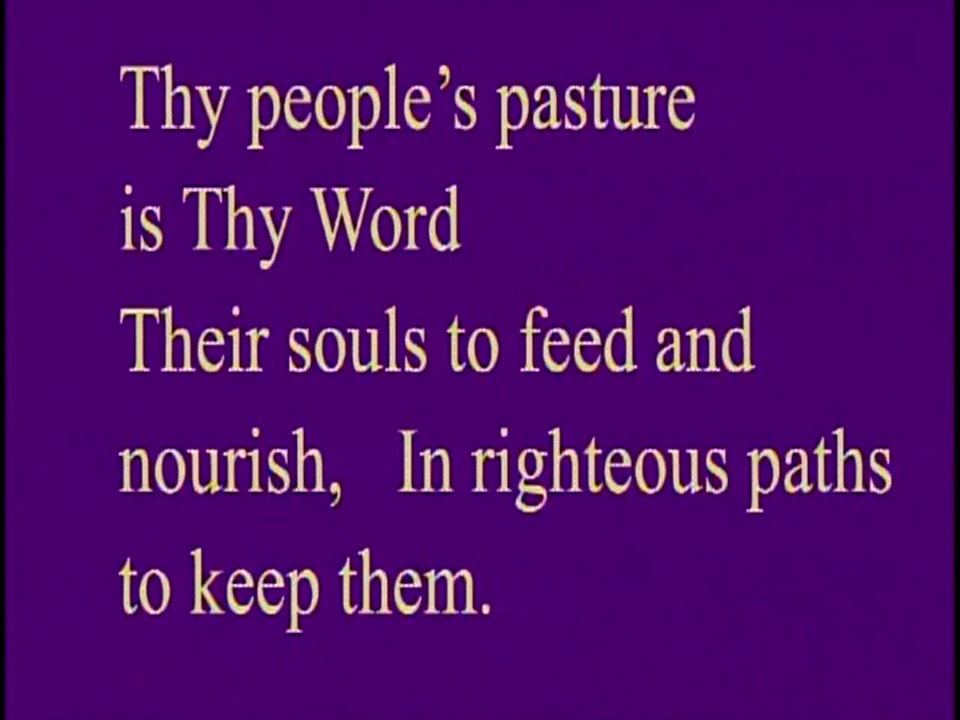 Thy people’s pasture
is Thy Word
Their souls to feed and
nourish,   In righteous paths
to keep them.